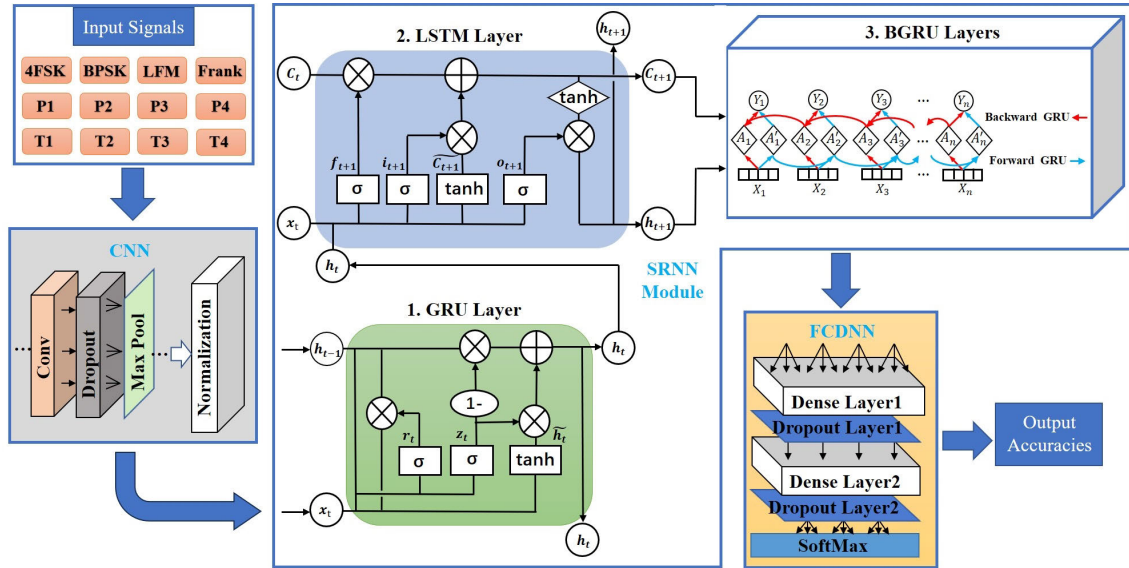 Input Signals
4FSK BPSK LFM Frank
P1 P2 P3 P4
T1 T2 T3 T4
CNN
Conv
Dropout
Max Pool
Normalization
...
...
2. LSTM Layer
h_{t+1}
C_t
C_{t+1}
tanh
f_{t+1} i_{t+1} \widetilde{C_{t+1}} o_{t+1}
σ σ tanh σ
x_t
h_{t+1}
h_t
SRNN
Module
1. GRU Layer
h_{t-1}
h_t
1-
r_t z_t \widetilde{h_t}
σ σ tanh
x_t
h_t
3. BGRU Layers
Y_1 Y_2 Y_3 ... Y_n
Backward GRU
A_1 A'_1 A_2 A'_2 A_3 A'_3 ... A_n A'_n
Forward GRU
...
X_1 X_2 X_3 X_n
FCDNN
Dense Layer1
Dropout Layer1
Dense Layer2
Dropout Layer2
SoftMax
Output
Accuracies